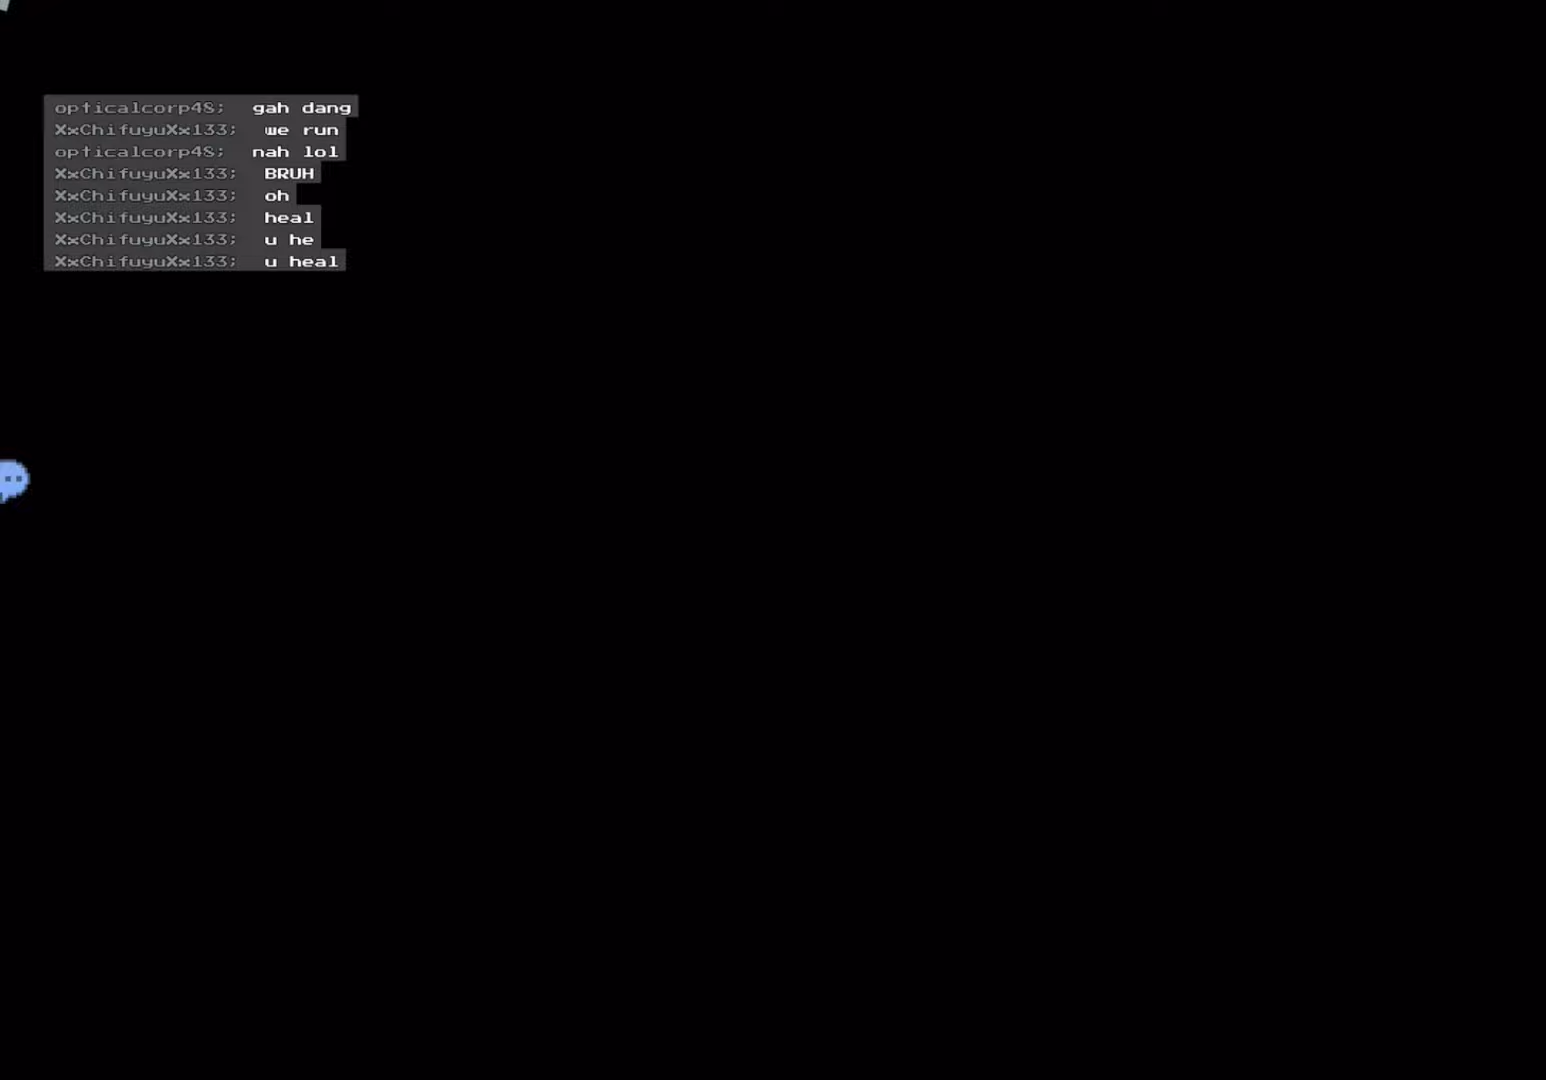 opticalcorp48; gah dang
XxChifuyuXx133; we run
opticalcorp48; nah lol
XxChifuyuXx133; BRUH
XxChifuyuXx133; oh
XxChifuyuXx133; heal
XxChifuyuXx133; u he
XxChifuyuXx133; u heal